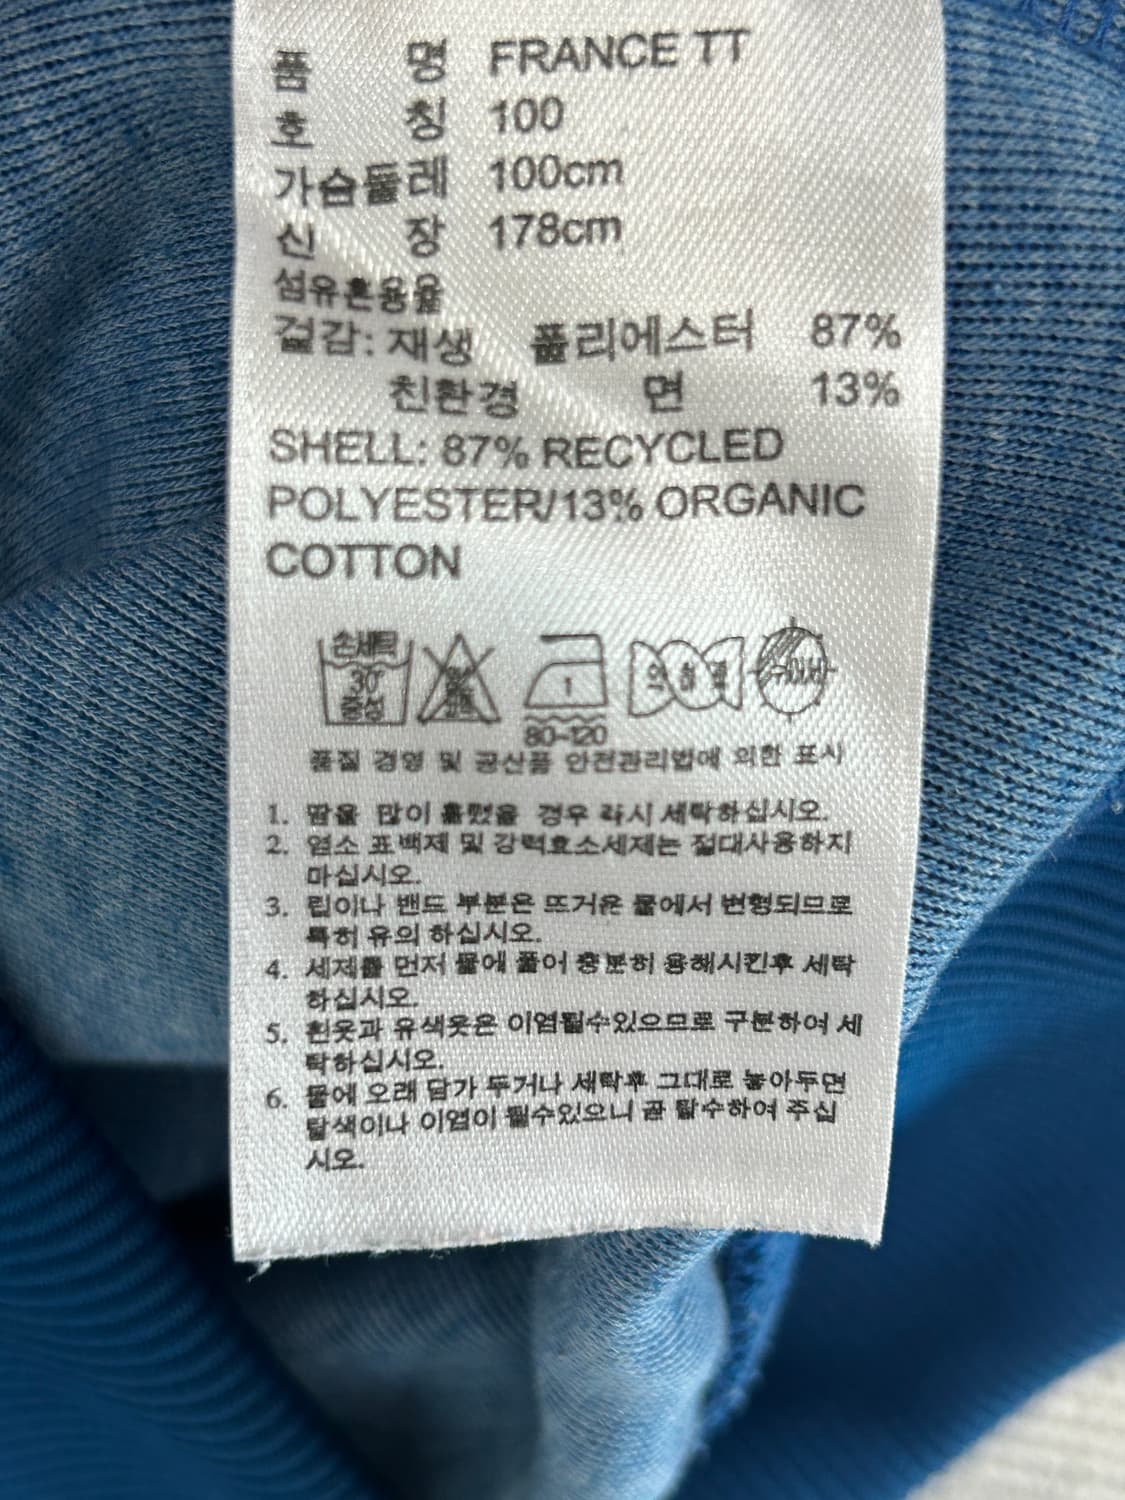 품 명 FRANCE TT
호 칭 100
가슴둘레 100cm
신 장 178cm
섬유혼용율
겉감: 재생 폴리에스터 87%
친환경 면 13%
SHELL: 87% RECYCLED
POLYESTER/13% ORGANIC
COTTON
손세탁
30°
중성
1
80~120
품질 경영 및 공산품 안전관리법에 의한 표시
1. 땀을 많이 흘렸을 경우 즉시 세탁하십시오.
2. 염소 표백제 및 강력효소세제는 절대사용하지
마십시오.
3. 립이나 밴드 부분은 뜨거운 물에서 변형되므로
특히 유의 하십시오.
4. 세제를 먼저 물에 풀어 충분히 용해시킨후 세탁
하십시오.
5. 흰옷과 유색옷은 이염될수있으므로 구분하여 세
탁하십시오.
6. 물에 오래 담가 두거나 세탁후 그대로 놓아두면
탈색이나 이염이 될수있으니 곧 탈수하여 주십
시오.